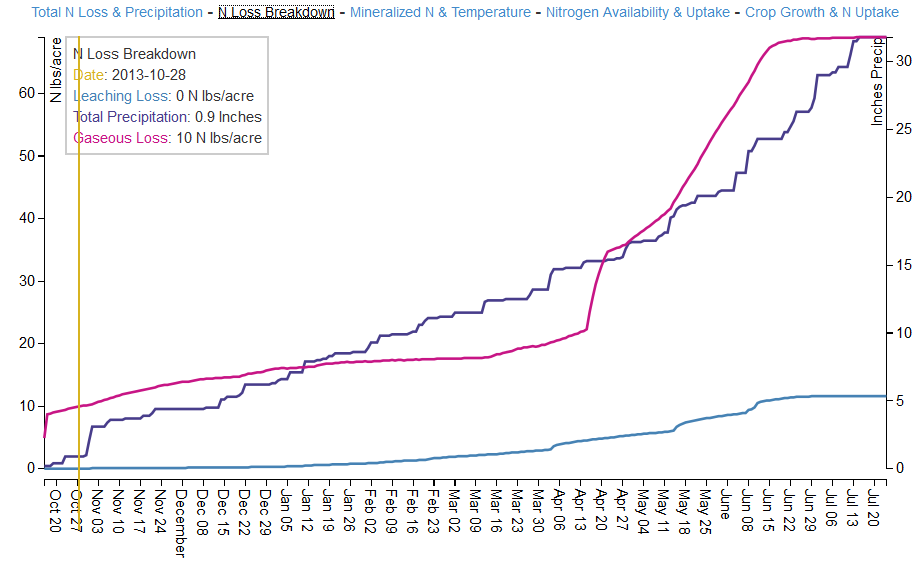 Total N Loss & Precipitation - N Loss Breakdown - Mineralized N & Temperature - Nitrogen Availability & Uptake - Crop Growth & N Uptake
N lbs/acre
N Loss Breakdown
Date: 2013-10-28
Leaching Loss: 0 N lbs/acre
Total Precipitation: 0.9 Inches
Gaseous Loss: 10 N lbs/acre
Inches Precip
60
50
40
30
20
10
0
30
25
20
15
10
5
0
Oct 20
Oct 27
Nov 03
Nov 10
Nov 17
Nov 24
December
Dec 08
Dec 15
Dec 22
Dec 29
Jan 05
Jan 12
Jan 19
Jan 26
Feb 02
Feb 09
Feb 16
Feb 23
Mar 02
Mar 09
Mar 16
Mar 23
Mar 30
Apr 06
Apr 13
Apr 20
Apr 27
May 04
May 11
May 18
May 25
June
Jun 08
Jun 15
Jun 22
Jun 29
Jul 06
Jul 13
Jul 20